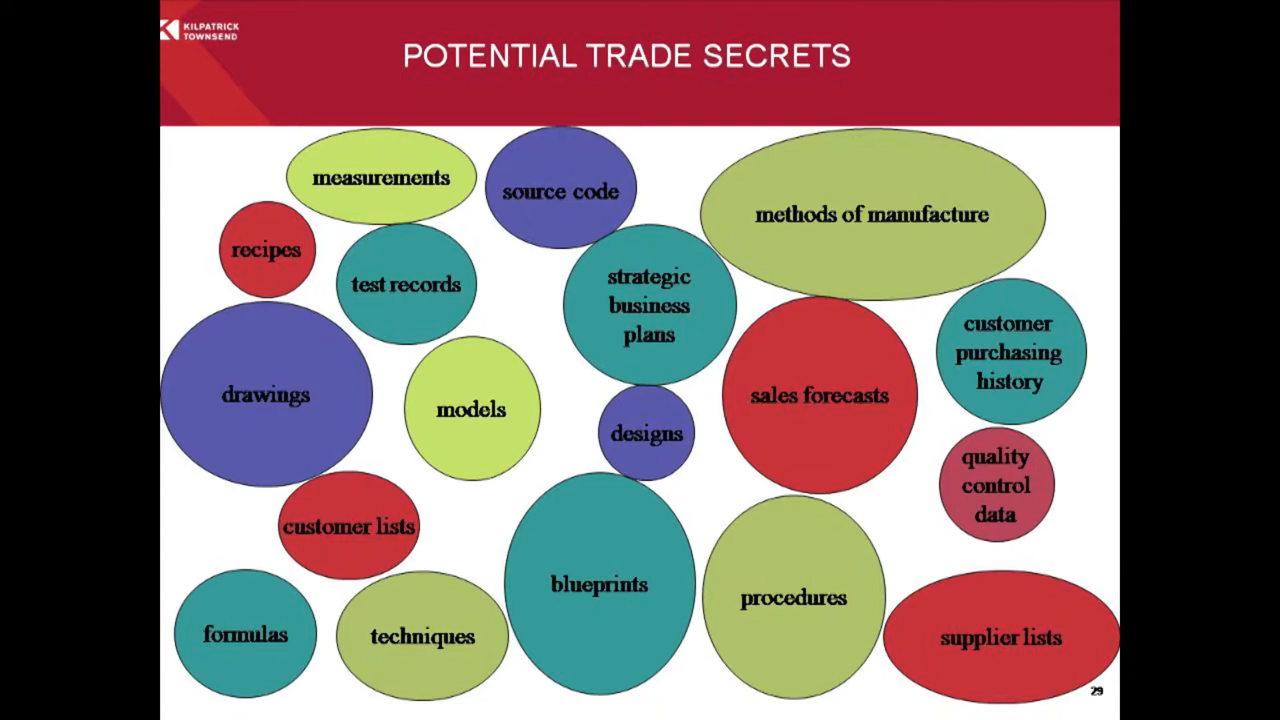 KILPATRICK
TOWNSEND
POTENTIAL TRADE SECRETS
measurements
source code
methods of manufacture
recipes
test records
strategic
business
plans
customer
purchasing
history
drawings
models
designs
sales forecasts
quality
control
data
customer lists
blueprints
procedures
formulas
techniques
supplier lists
29